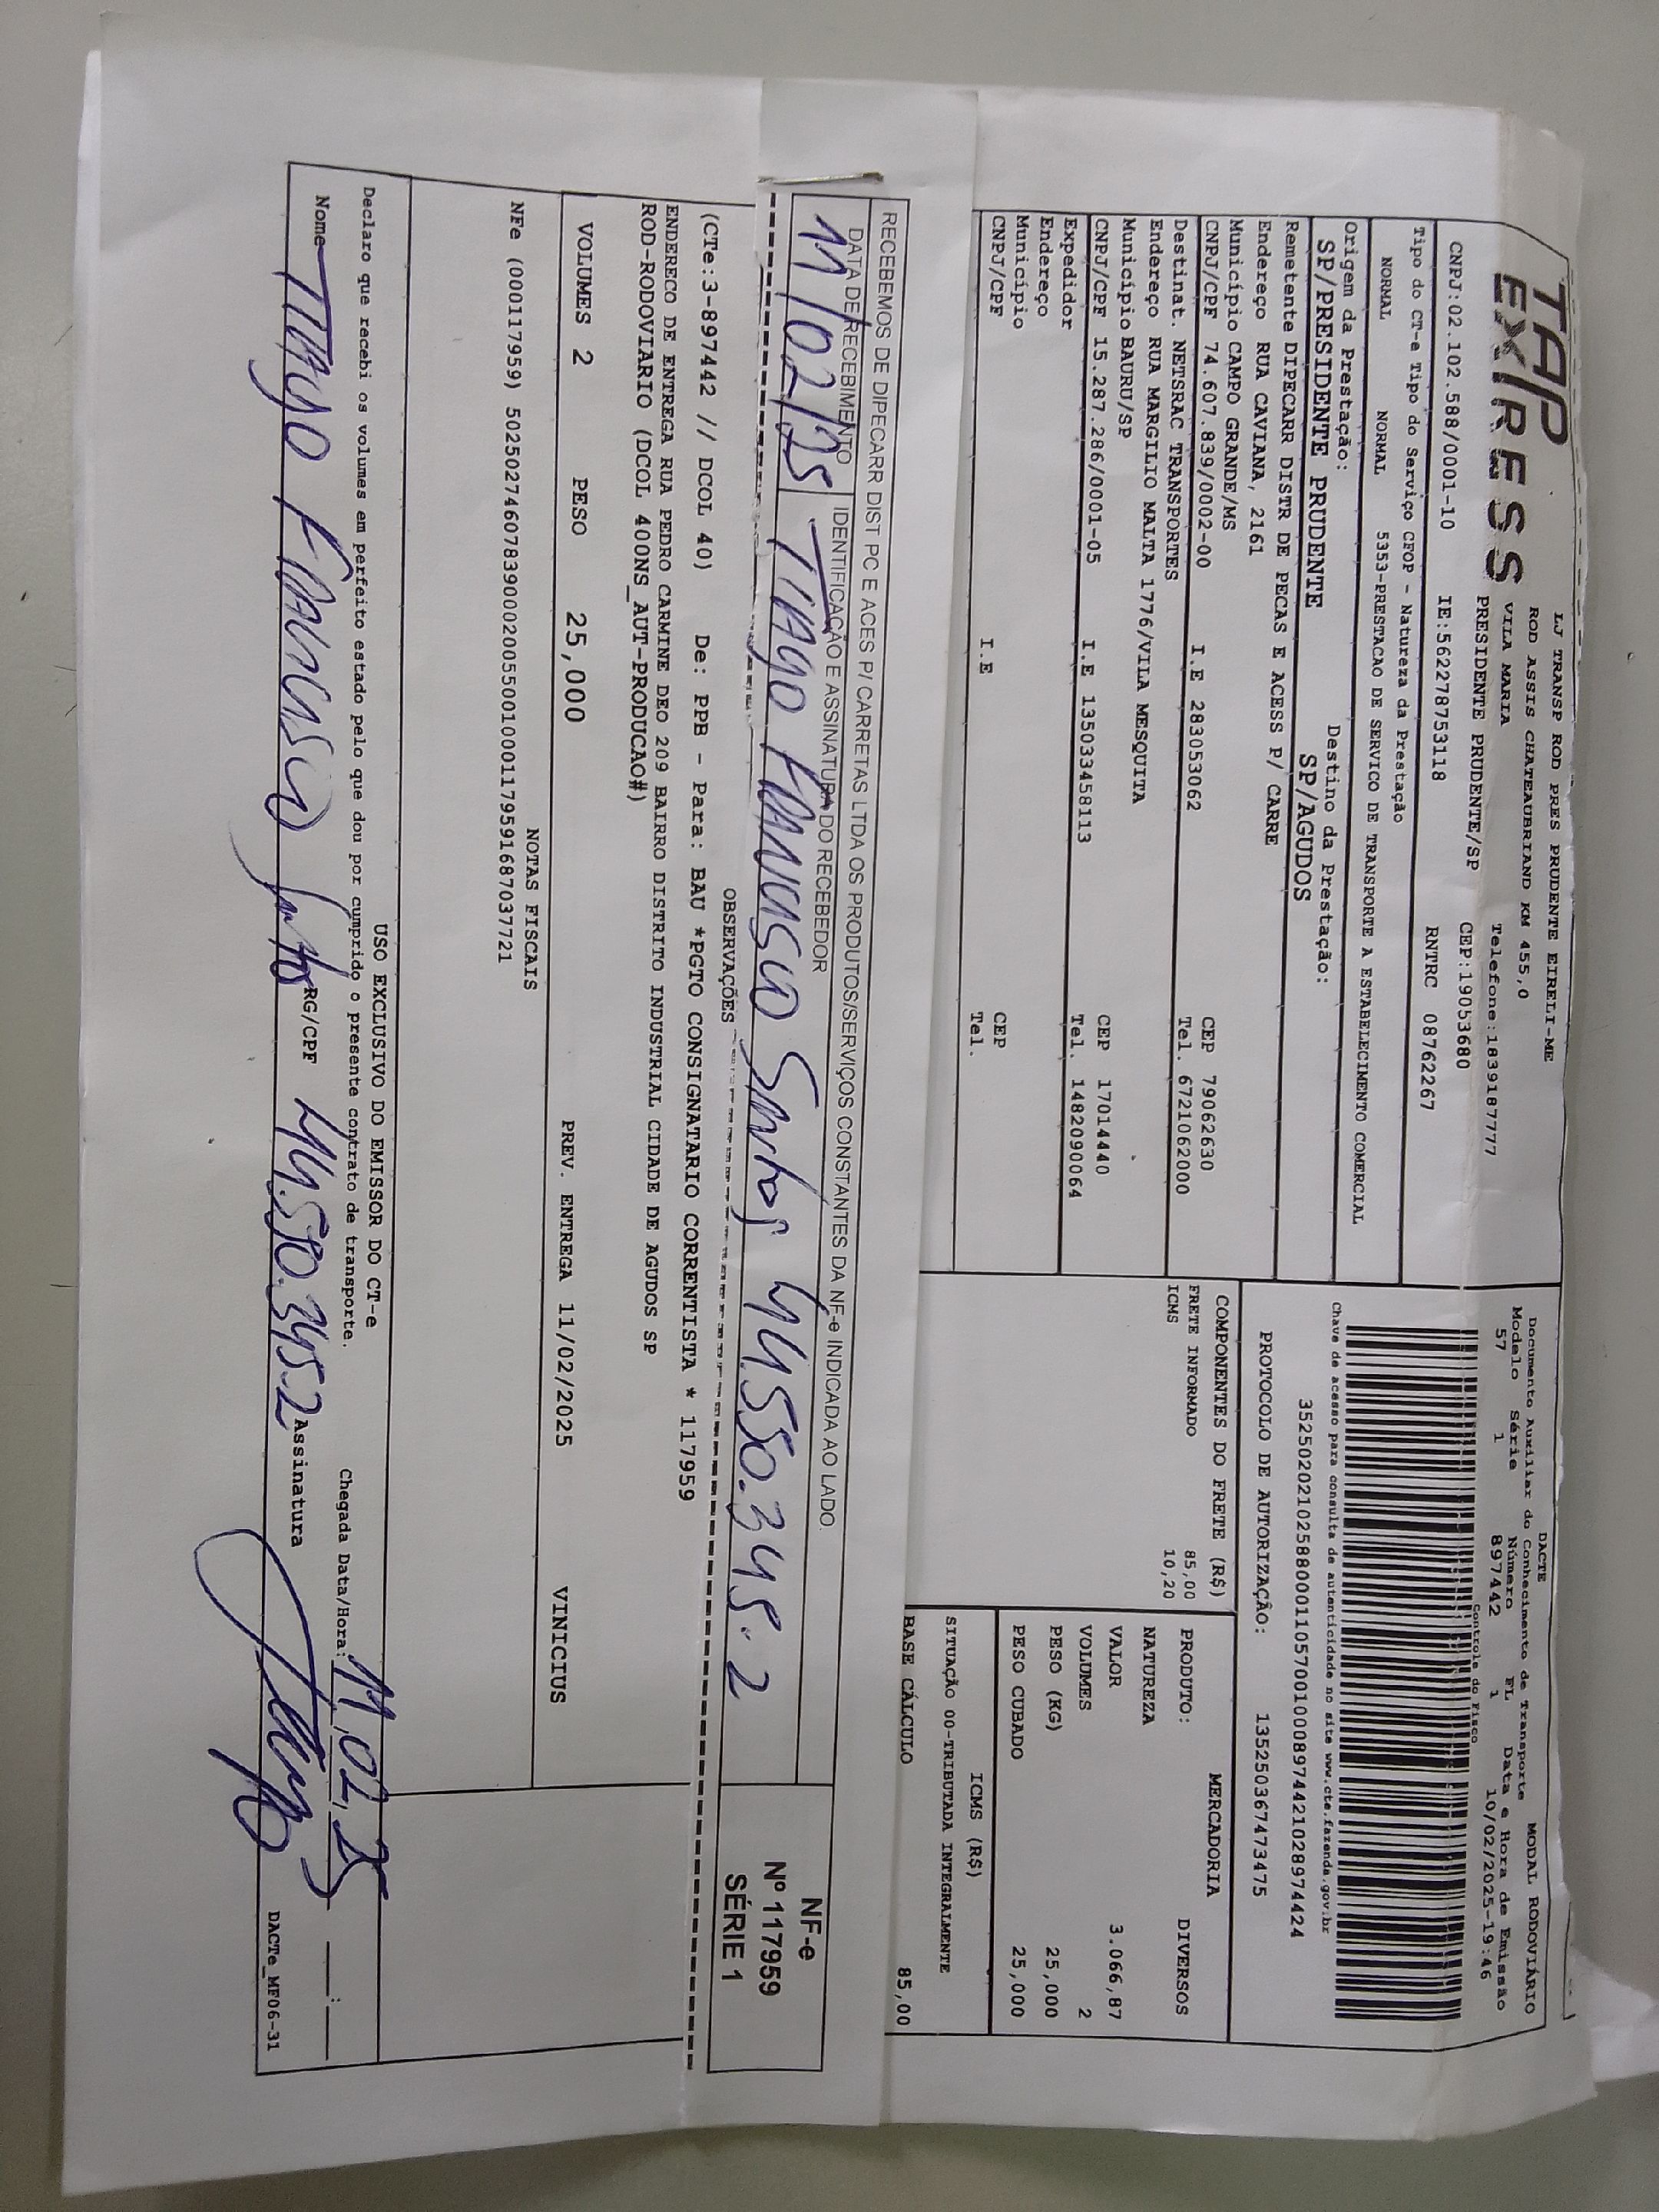 TAP EXPRESS
LJ TRANSP ROD PRES PRUDENTE EIRELI-ME
ROD ASSIS CHATEAUBRIAND KM 455,0
VILA MARIA Telefone:1839187777
PRESIDENTE PRUDENTE/SP CEP:19053680
CNPJ:02.102.588/0001-10 IE:562278753118 RNTRC 08762267
DACTE
Documento Auxiliar do Conhecimento de Transporte MODAL RODOVIÁRIO
Modelo Série Número FL Data e Hora de Emissão
57 1 897442 1 10/02/2025-19:46
Controle do Fisco
Chave de acesso para consulta de autenticidade no site www.cte.fazenda.gov.br
35250202102588000110570010008974421028974424
PROTOCOLO DE AUTORIZAÇÃO: 135250367473475
Tipo do CT-e Tipo do Serviço CFOP - Natureza da Prestação
NORMAL NORMAL 5353-PRESTACAO DE SERVICO DE TRANSPORTE A ESTABELECIMENTO COMERCIAL
Origem da Prestação: Destino da Prestação:
SP/PRESIDENTE PRUDENTE SP/AGUDOS
Remetente DIPECARR DISTR DE PECAS E ACESS P/ CARRE
Endereço RUA CAVIANA, 2161
Município CAMPO GRANDE/MS CEP 79062630
CNPJ/CPF 74.607.839/0002-00 I.E 283053062 Tel. 6721062000
Destinat. NETSRAC TRANSPORTES
Endereço RUA MARGILIO MALTA 1776/VILA MESQUITA
Município BAURU/SP CEP 17014440
CNPJ/CPF 15.287.286/0001-05 I.E 135033458113 Tel. 1482090064
Expedidor
Endereço
Município CEP
CNPJ/CPF I.E Tel.
COMPONENTES DO FRETE (R$)
FRETE INFORMADO 85,00
ICMS 10,20
MERCADORIA
PRODUTO: DIVERSOS
NATUREZA
VALOR 3.066,87
VOLUMES 2
PESO (KG) 25,000
PESO CUBADO 25,000
ICMS (R$)
SITUAÇÃO 00-TRIBUTADA INTEGRALMENTE
BASE CÁLCULO 85,00
RECEBEMOS DE DIPECARR DIST PC E ACES P/ CARRETAS LTDA OS PRODUTOS/SERVIÇOS CONSTANTES DA NF-e INDICADA AO LADO.
DATA DE RECEBIMENTO IDENTIFICAÇÃO E ASSINATURA DO RECEBEDOR
11/02/25 TIAGO FRANCISCO Santos 44550.345.2
NF-e
Nº 117959
SÉRIE 1
OBSERVAÇÕES
(CTe:3-897442 // DCOL 40) De: PPB - Para: BAU *PGTO CONSIGNATARIO CORRENTISTA * 117959
ENDERECO DE ENTREGA RUA PEDRO CARMINE DEO 209 BAIRRO DISTRITO INDUSTRIAL CIDADE DE AGUDOS SP
ROD-RODOVIARIO (DCOL 400NS_AUT-PRODUCAO#)
VOLUMES 2 PESO 25,000 PREV. ENTREGA 11/02/2025 VINICIUS
NOTAS FISCAIS
NFe (000117959) 50250274607839000200550010001179591687037721
USO EXCLUSIVO DO EMISSOR DO CT-e
Declaro que recebi os volumes em perfeito estado pelo que dou por cumprido o presente contrato de transporte.
Chegada Data/Hora: 11,02,25 __:__
Nome TIAGO FRANCISCO Santos RG/CPF 44.550.345.2 Assinatura
DACTe_MF06-31